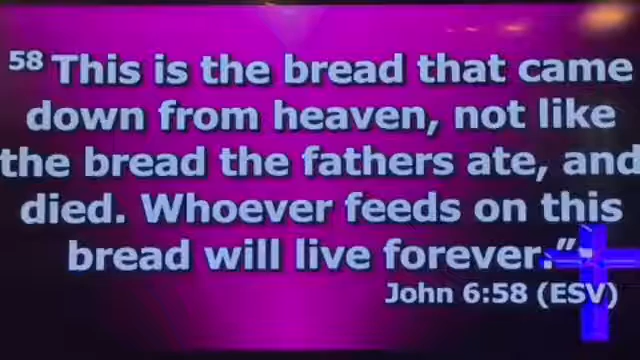 58 This is the bread that came
down from heaven, not like
the bread the fathers ate, and
died. Whoever feeds on this
bread will live forever.”
John 6:58 (ESV)